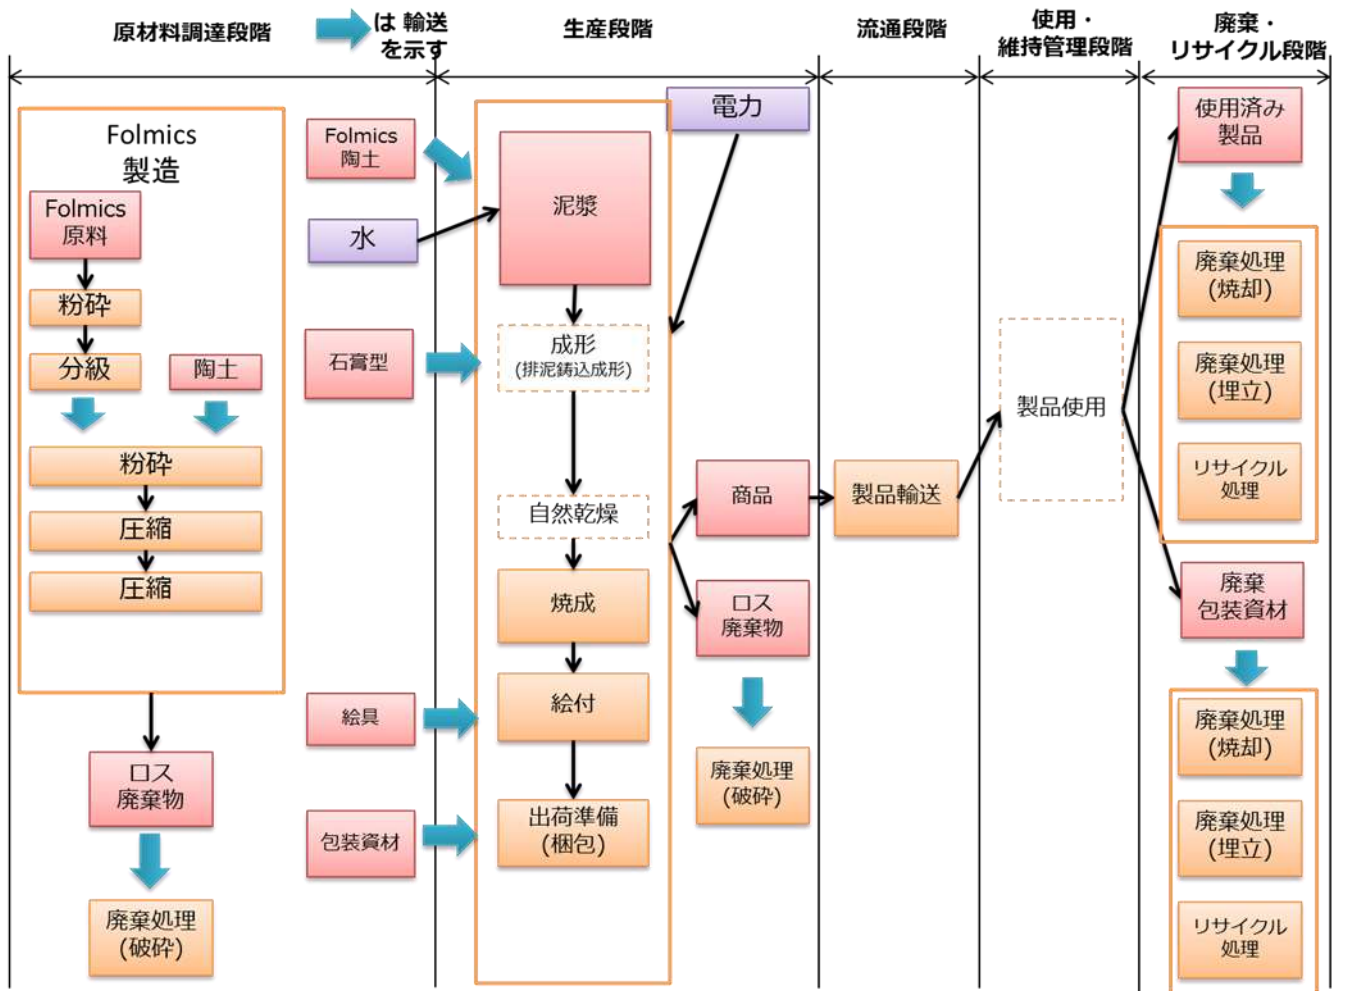 原材料調達段階
は 輸送
を示す
生産段階
流通段階
使用・
維持管理段階
廃棄・
リサイクル段階
Folmics
製造
Folmics
原料
粉砕
分級
陶土
粉砕
圧縮
圧縮
ロス
廃棄物
廃棄処理
(破砕)
Folmics
陶土
水
石膏型
絵具
包装資材
電力
泥漿
成形
(排泥鋳込成形)
自然乾燥
焼成
絵付
出荷準備
(梱包)
商品
ロス
廃棄物
廃棄処理
(破砕)
製品輸送
製品使用
使用済み
製品
廃棄処理
(焼却)
廃棄処理
(埋立)
リサイクル
処理
廃棄
包装資材
廃棄処理
(焼却)
廃棄処理
(埋立)
リサイクル
処理